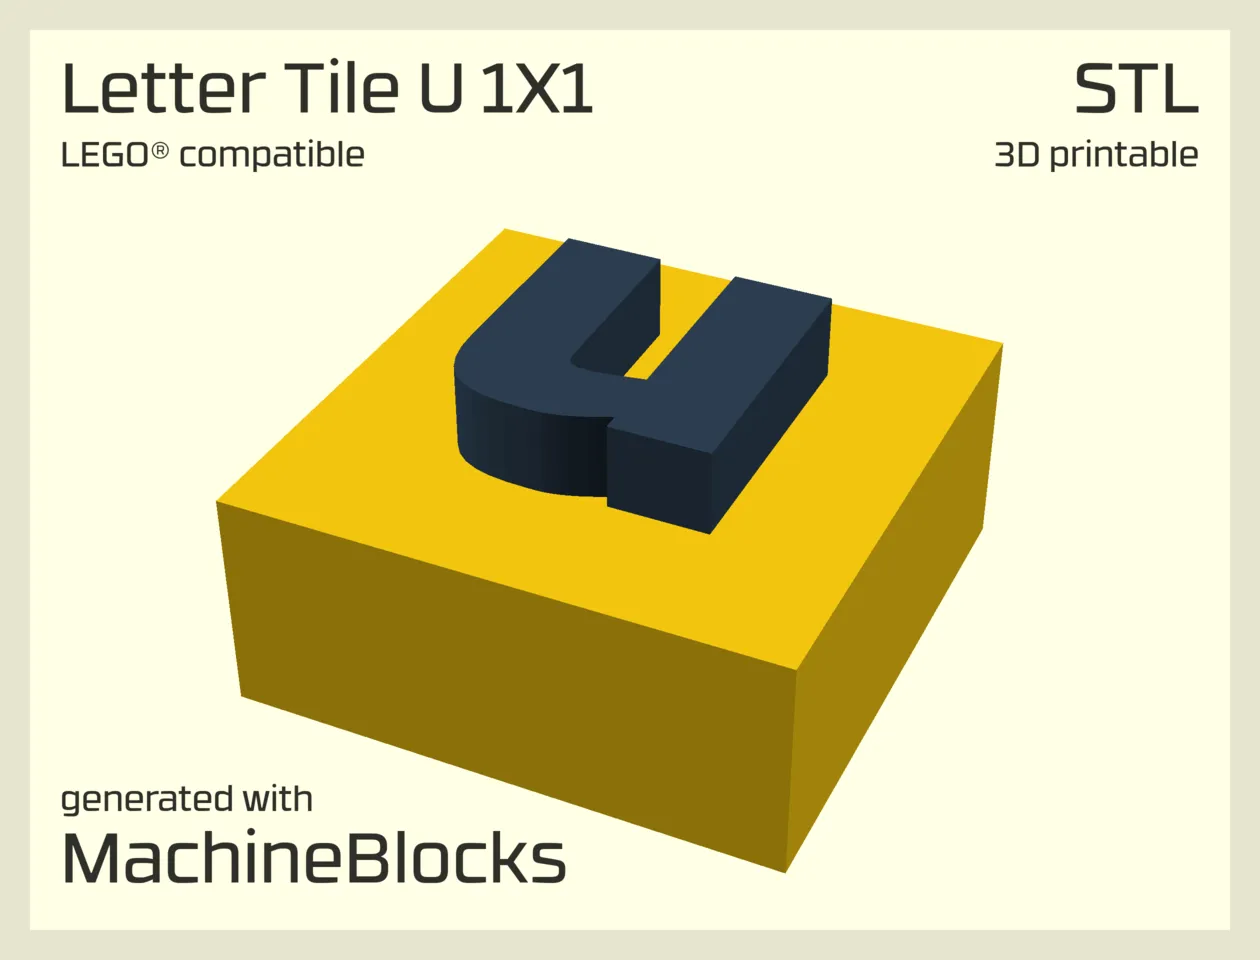 Letter Tile U 1X1
STL
LEGO® compatible
3D printable
u
generated with
MachineBlocks